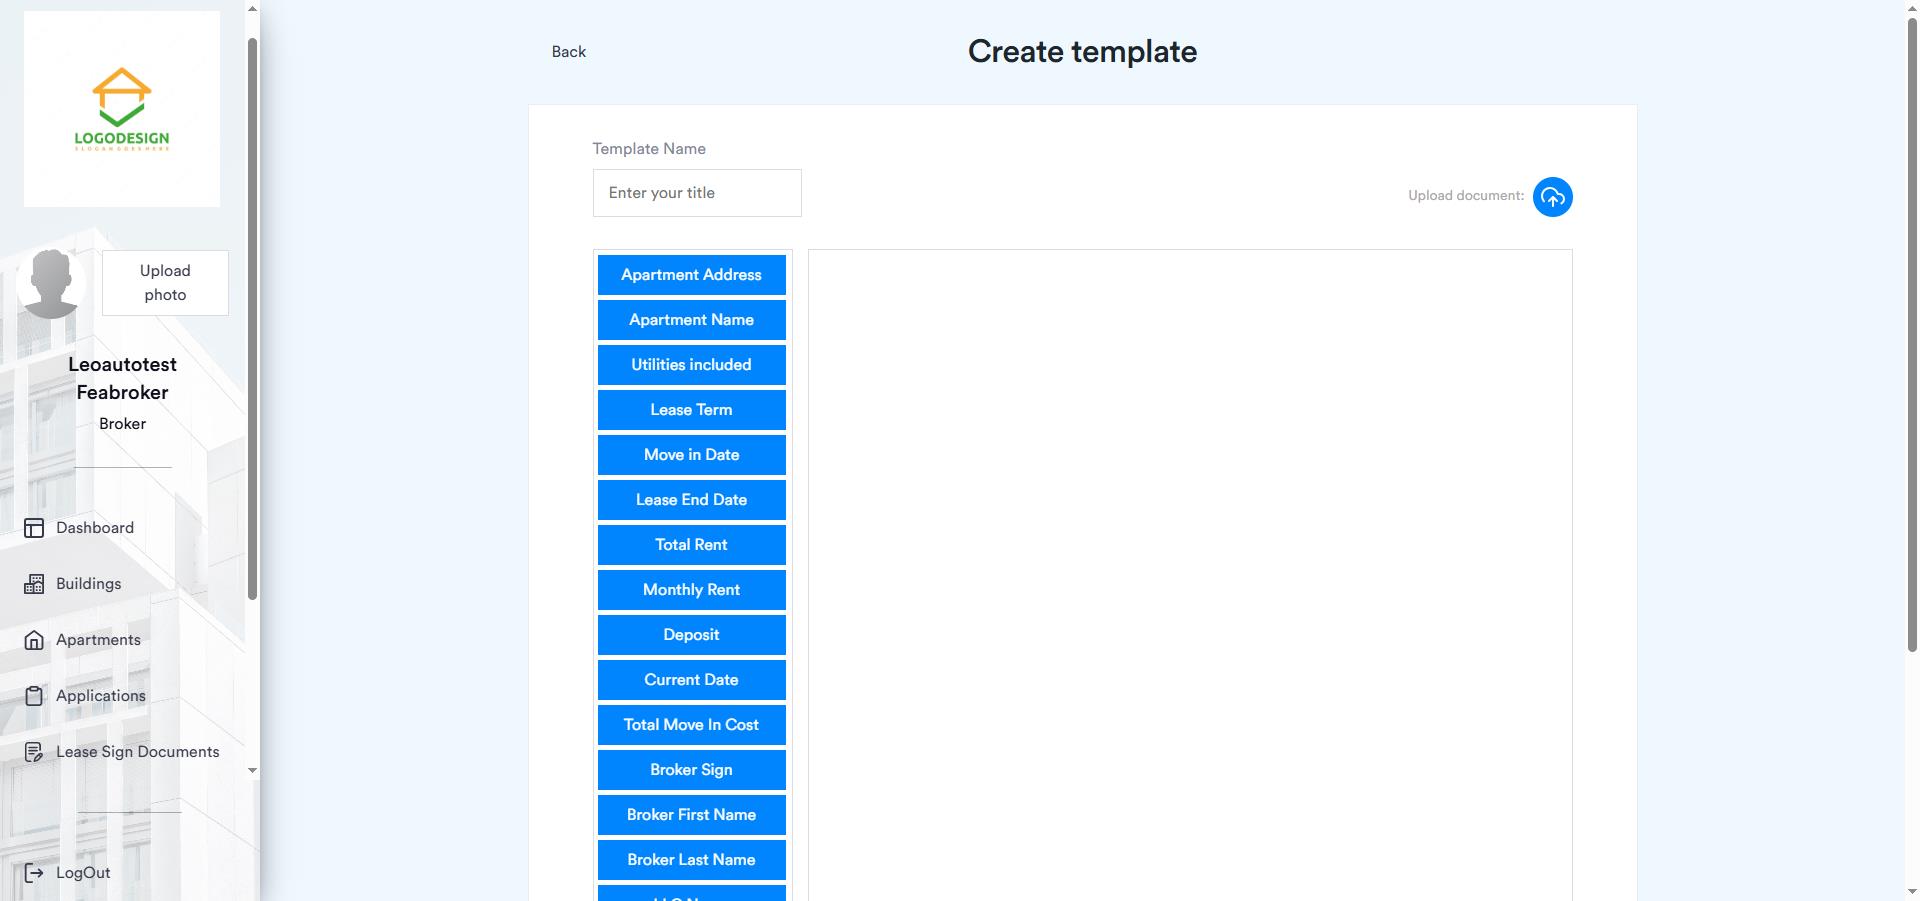 LOGODESIGN
SLOGAN GOES HERE
Upload
photo
Leoautotest
Feabroker
Broker
Dashboard
Buildings
Apartments
Applications
Lease Sign Documents
LogOut
Back
Create template
Template Name
Enter your title
Upload document:
Apartment Address
Apartment Name
Utilities included
Lease Term
Move in Date
Lease End Date
Total Rent
Monthly Rent
Deposit
Current Date
Total Move In Cost
Broker Sign
Broker First Name
Broker Last Name